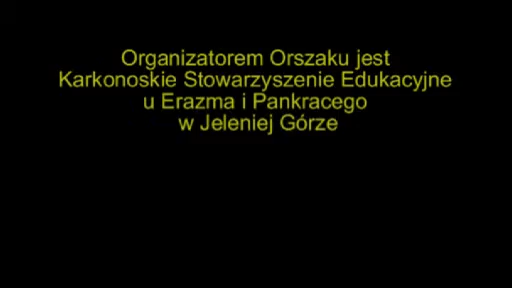 Organizatorem Orszaku jest
Karkonoskie Stowarzyszenie Edukacyjne
u Erazma i Pankracego
w Jeleniej Górze